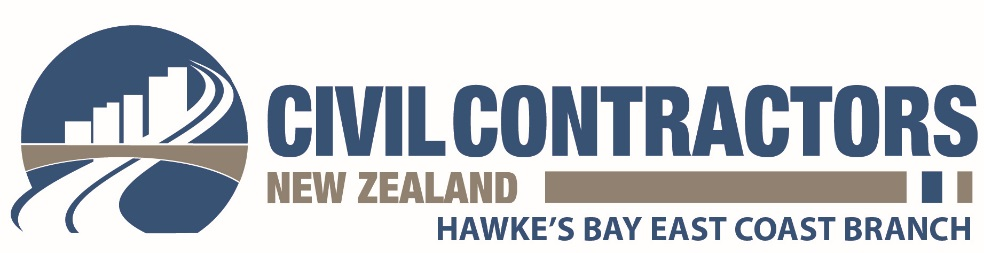 CIVIL CONTRACTORS
NEW ZEALAND
HAWKE'S BAY EAST COAST BRANCH